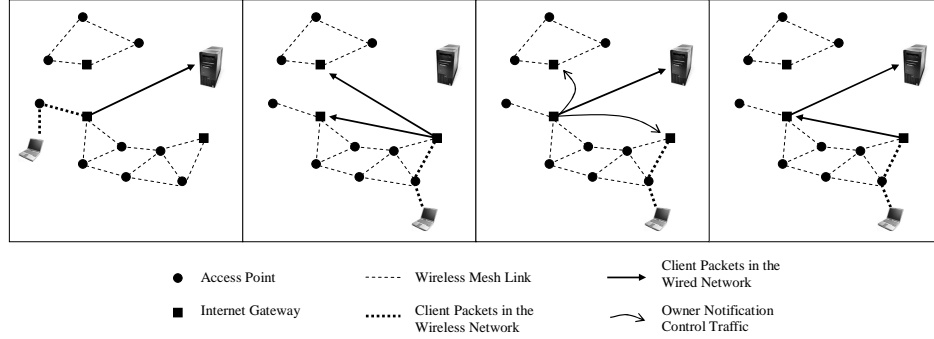 Access Point
Wireless Mesh Link
Client Packets in the
Wired Network
Internet Gateway
Client Packets in the
Wireless Network
Owner Notification
Control Traffic